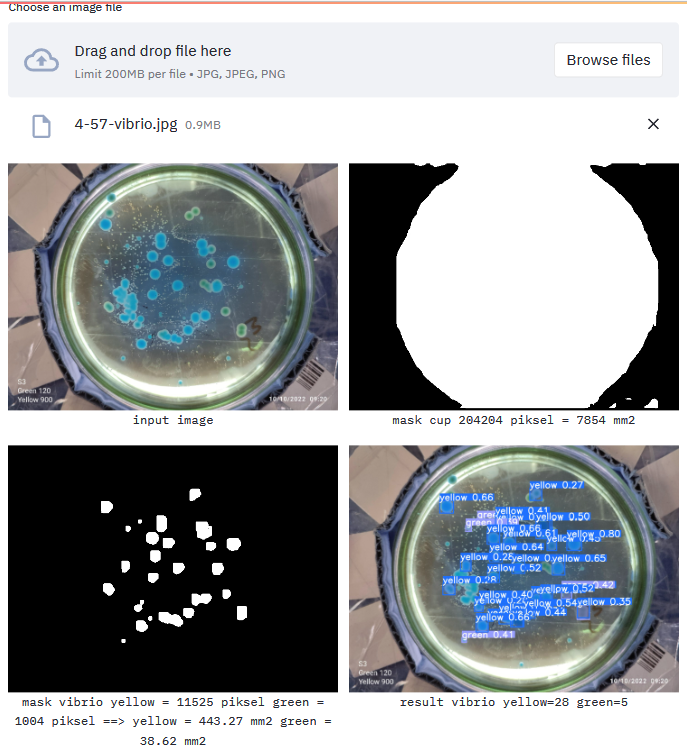 Choose an image file
Drag and drop file here
Limit 200MB per file • JPG, JPEG, PNG
Browse files
4-57-vibrio.jpg 0.9MB
S3
Green 120
Yellow 900
10/10/2022 09:20
input image
mask cup 204204 piksel = 7854 mm2
mask vibrio yellow = 11525 piksel green =
1004 piksel ==> yellow = 443.27 mm2 green =
38.62 mm2
yellow 0.27
yellow 0.66
yellow 0.41
yellow 0.50
yellow 0.66
yellow 0.80
yellow 0.64
yellow 0.65
yellow 0.52
yellow 0.28
yellow 0.40
yellow 0.54
yellow 0.35
yellow 0.66
green 0.41
S3
Green 120
Yellow 900
10/10/2022 09:20
result vibrio yellow=28 green=5